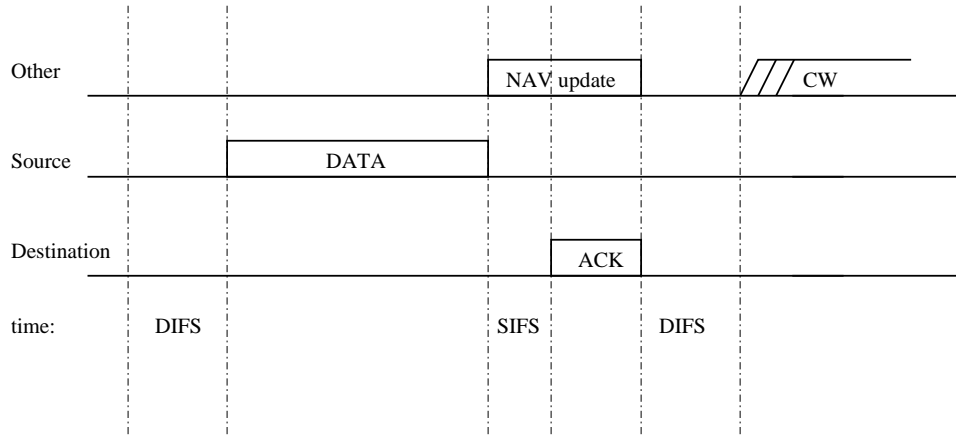 Other
NAV update
CW
Source
DATA
Destination
ACK
time:
DIFS
SIFS
DIFS